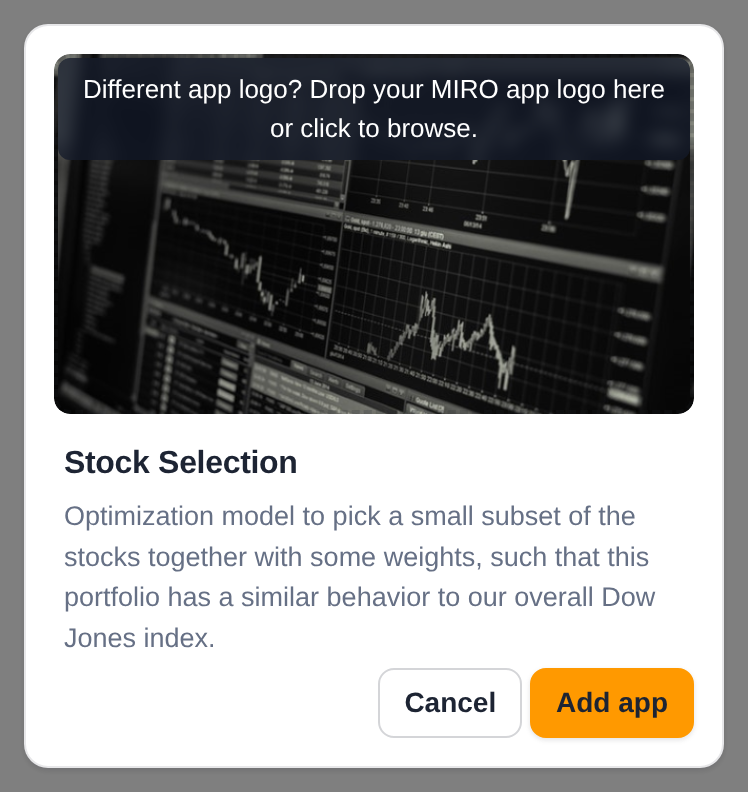 Different app logo? Drop your MIRO app logo here
or click to browse.
Stock Selection
Optimization model to pick a small subset of the
stocks together with some weights, such that this
portfolio has a similar behavior to our overall Dow
Jones index.
Cancel Add app